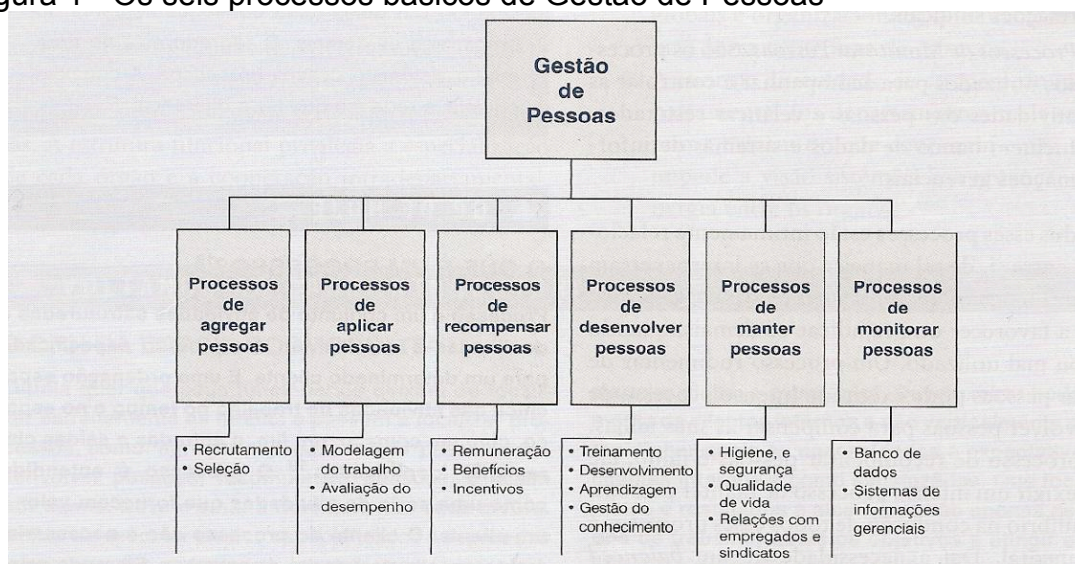 gura 1 - Os seis processos básicos de Gestão de Pessoas
Gestão
de
Pessoas
Processos
de
agregar
pessoas
Processos
de
aplicar
pessoas
Processos
de
recompensar
pessoas
Processos
de
desenvolver
pessoas
Processos
de
manter
pessoas
Processos
de
monitorar
pessoas
• Recrutamento
• Seleção
• Modelagem
do trabalho
• Avaliação do
desempenho
• Remuneração
• Benefícios
• Incentivos
• Treinamento
• Desenvolvimento
• Aprendizagem
• Gestão do
conhecimento
• Higiene, e
segurança
• Qualidade
de vida
• Relações com
empregados e
sindicatos
• Banco de
dados
• Sistemas de
informações
gerenciais